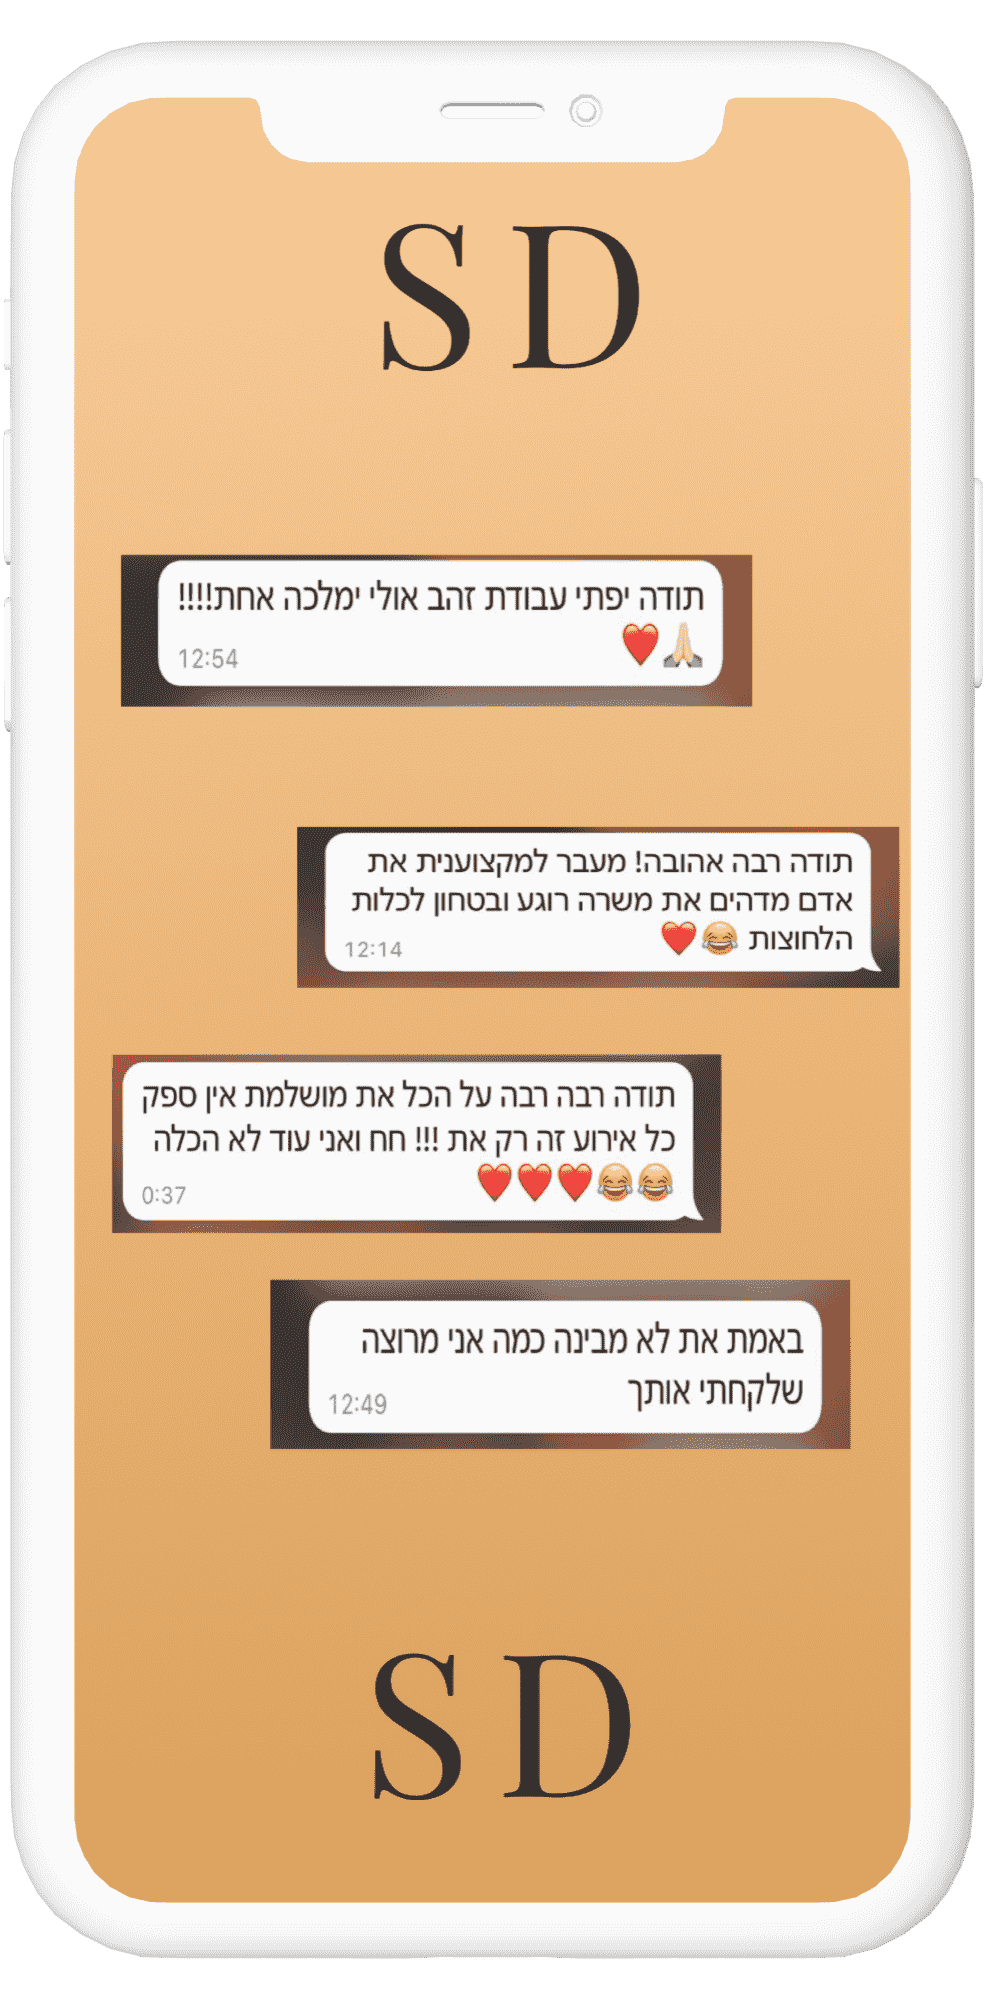 S D
תודה יפתי עבודת זהב אולי ימלכה אחת!!!!
🙏🏻❤️
12:54
תודה רבה אהובה! מעבר למקצוענית את
אדם מדהים את משרה רוגע ובטחון לכלות
הלחוצות 😂❤️
12:14
תודה רבה רבה על הכל את מושלמת אין ספק
כל אירוע זה רק את !!! חח ואני עוד לא הכלה
😂😂❤️❤️❤️
0:37
באמת את לא מבינה כמה אני מרוצה
שלקחתי אותך
12:49
S D